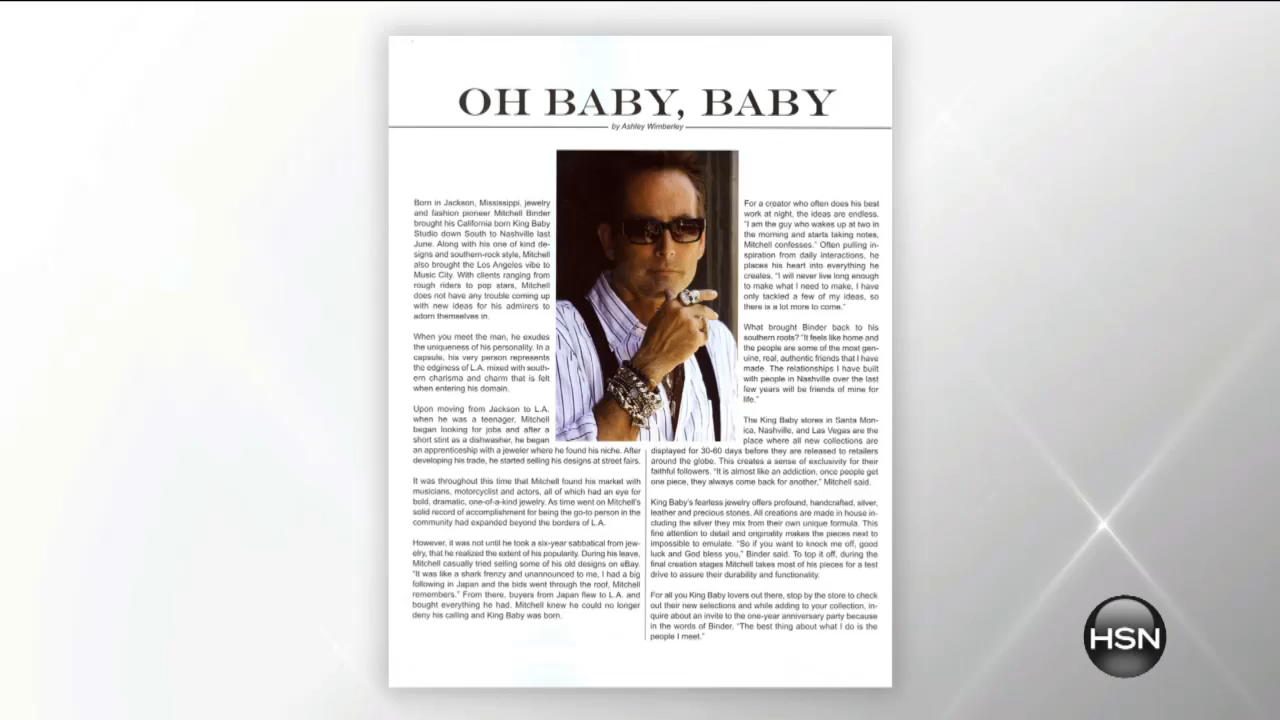 OH BABY, BABY
by Ashley Wimberley
Born in Jackson, Mississippi, jewelry
and fashion pioneer Mitchell Binder
brought his California born King Baby
Studio down South to Nashville last
June. Along with his one of kind de-
signs and southern-rock style, Mitchell
also brought the Los Angeles vibe to
Music City. With clients ranging from
rough riders to pop stars, Mitchell
does not have any trouble coming up
with new ideas for his admirers to
adorn themselves in.
When you meet the man, he exudes
the uniqueness of his personality. In a
capsule, his very person represents
the edginess of L.A. mixed with south-
ern charisma and charm that is felt
when entering his domain.
Upon moving from Jackson to L.A.
when he was a teenager, Mitchell
began looking for jobs and after a
short stint as a dishwasher, he began
an apprenticeship with a jeweler where he found his niche. After
developing his trade, he started selling his designs at street fairs.
It was throughout this time that Mitchell found his market with
musicians, motorcyclist and actors, all of which had an eye for
bold, dramatic, one-of-a-kind jewelry. As time went on Mitchell's
solid record of accomplishment for being the go-to person in the
community had expanded beyond the borders of L.A.
However, it was not until he took a six-year sabbatical from jew-
elry, that he realized the extent of his popularity. During his leave,
Mitchell casually tried selling some of his old designs on eBay.
"It was like a shark frenzy and unannounced to me, I had a big
following in Japan and the bids went through the roof, Mitchell
remembers." From there, buyers from Japan flew to L.A. and
bought everything he had. Mitchell knew he could no longer
deny his calling and King Baby was born.
For a creator who often does his best
work at night, the ideas are endless.
"I am the guy who wakes up at two in
the morning and starts taking notes,
Mitchell confesses." Often pulling in-
spiration from daily interactions, he
places his heart into everything he
creates. "I will never live long enough
to make what I need to make, I have
only tackled a few of my ideas, so
there is a lot more to come."
What brought Binder back to his
southern roots? "It feels like home and
the people are some of the most gen-
uine, real, authentic friends that I have
made. The relationships I have built
with people in Nashville over the last
few years will be friends of mine for
life."
The King Baby stores in Santa Mon-
ica, Nashville, and Las Vegas are the
place where all new collections are
displayed for 30-60 days before they are released to retailers
around the globe. This creates a sense of exclusivity for their
faithful followers. "It is almost like an addiction, once people get
one piece, they always come back for another," Mitchell said.
King Baby's fearless jewelry offers profound, handcrafted, silver,
leather and precious stones. All creations are made in house in-
cluding the silver they mix from their own unique formula. This
fine attention to detail and originality makes the pieces next to
impossible to emulate. "So if you want to knock me off, good
luck and God bless you," Binder said. To top it off, during the
final creation stages Mitchell takes most of his pieces for a test
drive to assure their durability and functionality.
For all you King Baby lovers out there, stop by the store to check
out their new selections and while adding to your collection, in-
quire about an invite to the one-year anniversary party because
in the words of Binder, "The best thing about what I do is the
people I meet."
HSN